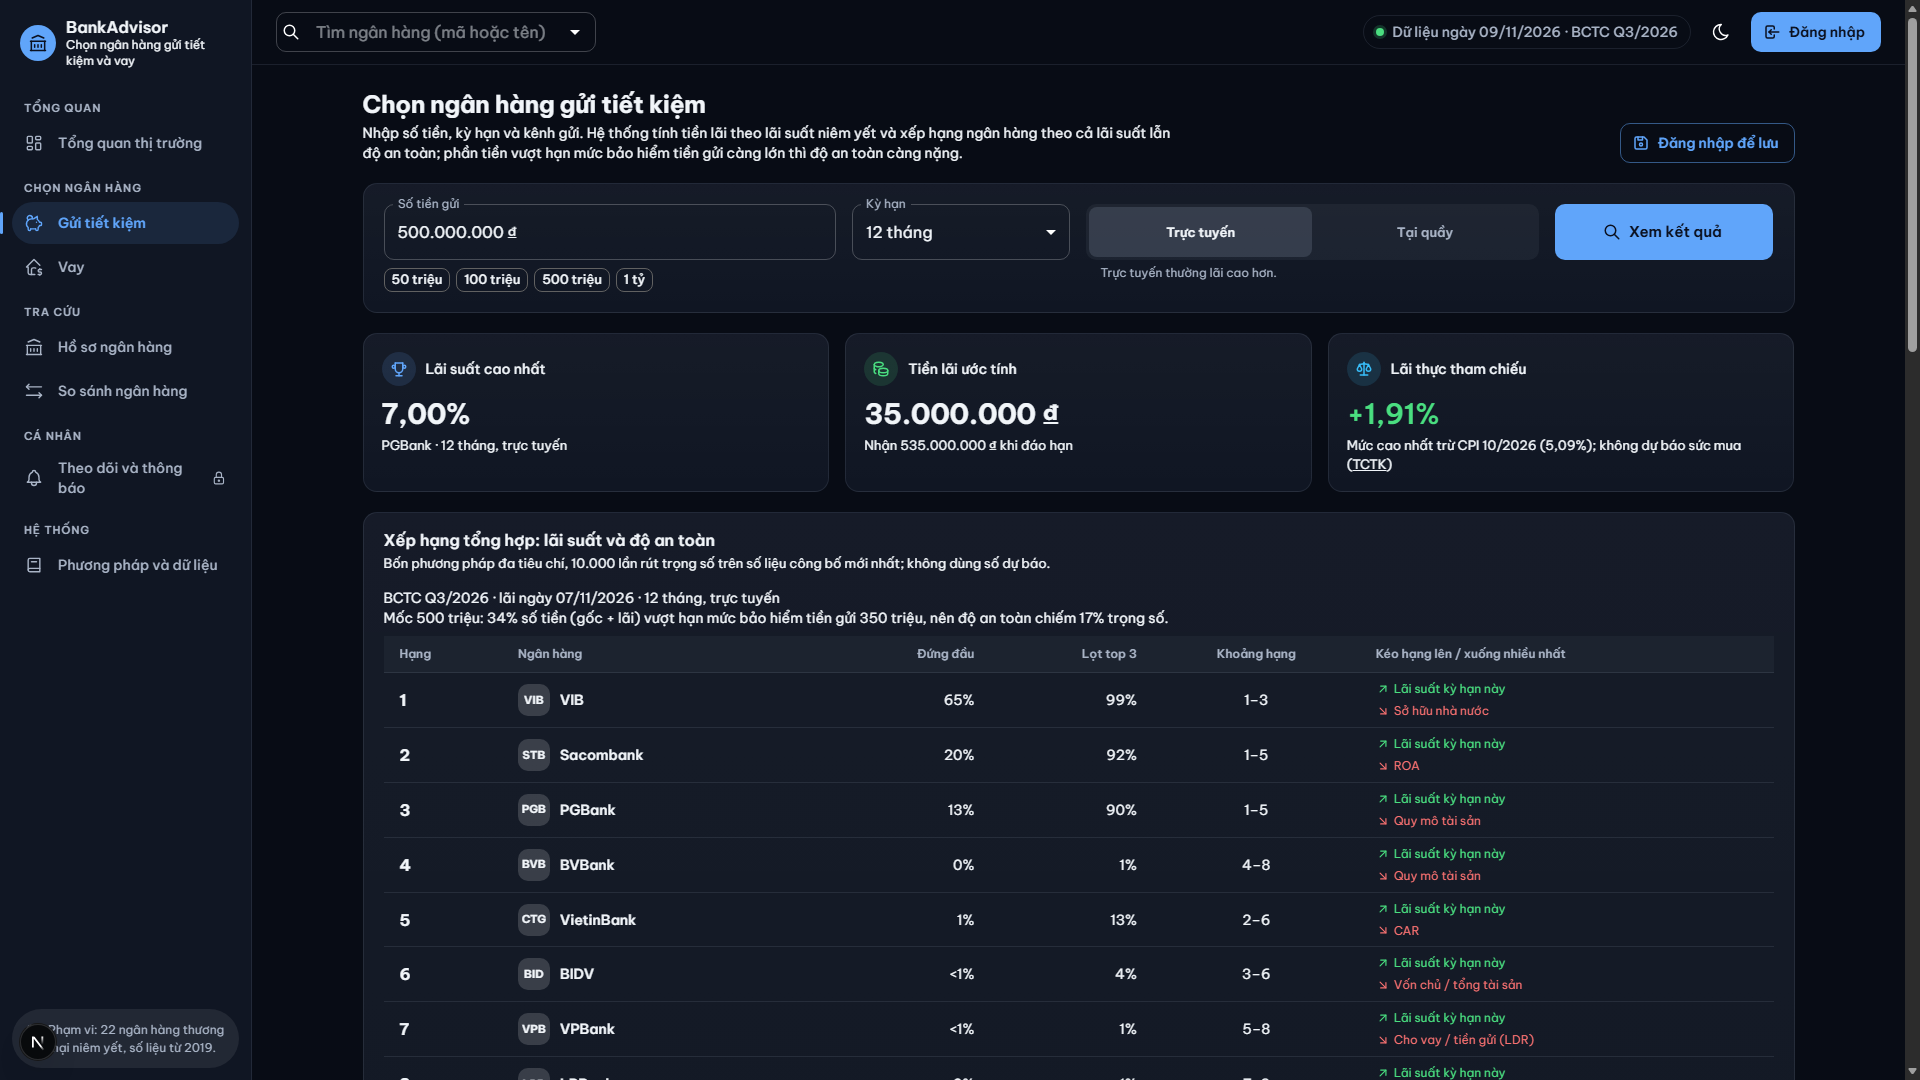 BankAdvisor
Chọn ngân hàng gửi tiết
kiệm và vay
TỔNG QUAN
Tổng quan thị trường
CHỌN NGÂN HÀNG
Gửi tiết kiệm
Vay
TRA CỨU
Hồ sơ ngân hàng
So sánh ngân hàng
CÁ NHÂN
Theo dõi và thông
báo
HỆ THỐNG
Phương pháp và dữ liệu
Phạm vi: 22 ngân hàng thương
niêm yết, số liệu từ 2019.
N
Tìm ngân hàng (mã hoặc tên)
Dữ liệu ngày 09/11/2026 · BCTC Q3/2026
Đăng nhập
Chọn ngân hàng gửi tiết kiệm
Nhập số tiền, kỳ hạn và kênh gửi. Hệ thống tính tiền lãi theo lãi suất niêm yết và xếp hạng ngân hàng theo cả lãi suất lẫn
độ an toàn; phần tiền vượt hạn mức bảo hiểm tiền gửi càng lớn thì độ an toàn càng nặng.
Đăng nhập để lưu
Số tiền gửi
500.000.000 ₫
50 triệu 100 triệu 500 triệu 1 tỷ
Kỳ hạn
12 tháng
Trực tuyến Tại quầy
Trực tuyến thường lãi cao hơn.
Xem kết quả
Lãi suất cao nhất
7,00%
PGBank · 12 tháng, trực tuyến
Tiền lãi ước tính
35.000.000 ₫
Nhận 535.000.000 ₫ khi đáo hạn
Lãi thực tham chiếu
+1,91%
Mức cao nhất trừ CPI 10/2026 (5,09%); không dự báo sức mua
(TCTK)
Xếp hạng tổng hợp: lãi suất và độ an toàn
Bốn phương pháp đa tiêu chí, 10.000 lần rút trọng số trên số liệu công bố mới nhất; không dùng số dự báo.
BCTC Q3/2026 · lãi ngày 07/11/2026 · 12 tháng, trực tuyến
Mốc 500 triệu: 34% số tiền (gốc + lãi) vượt hạn mức bảo hiểm tiền gửi 350 triệu, nên độ an toàn chiếm 17% trọng số.
Hạng Ngân hàng Đứng đầu Lọt top 3 Khoảng hạng Kéo hạng lên / xuống nhiều nhất
1 VIB VIB 65% 99% 1–3 Lãi suất kỳ hạn này
Sở hữu nhà nước
2 STB Sacombank 20% 92% 1–5 Lãi suất kỳ hạn này
ROA
3 PGB PGBank 13% 90% 1–5 Lãi suất kỳ hạn này
Quy mô tài sản
4 BVB BVBank 0% 1% 4–8 Lãi suất kỳ hạn này
Quy mô tài sản
5 CTG VietinBank 1% 13% 2–6 Lãi suất kỳ hạn này
CAR
6 BID BIDV <1% 4% 3–6 Lãi suất kỳ hạn này
Vốn chủ / tổng tài sản
7 VPB VPBank <1% 1% 5–8 Lãi suất kỳ hạn này
Cho vay / tiền gửi (LDR)
Lãi suất kỳ hạn này